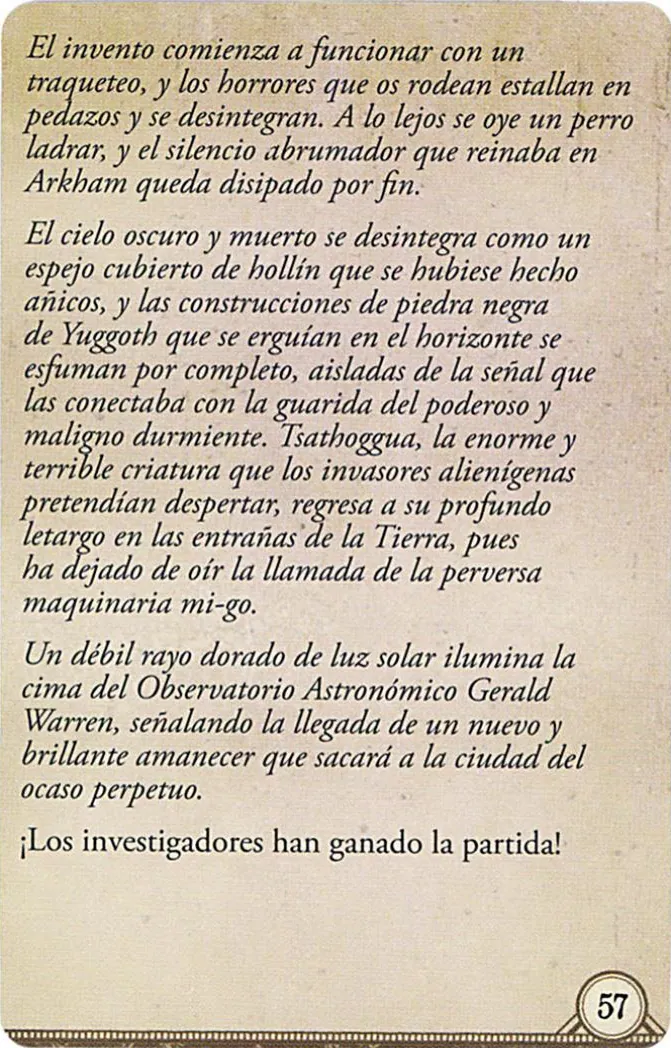 El invento comienza a funcionar con un
traqueteo, y los horrores que os rodean estallan en
pedazos y se desintegran. A lo lejos se oye un perro
ladrar, y el silencio abrumador que reinaba en
Arkham queda disipado por fin.
El cielo oscuro y muerto se desintegra como un
espejo cubierto de hollín que se hubiese hecho
añicos, y las construcciones de piedra negra
de Yuggoth que se erguían en el horizonte se
esfuman por completo, aisladas de la señal que
las conectaba con la guarida del poderoso y
maligno durmiente. Tsathoggua, la enorme y
terrible criatura que los invasores alienígenas
pretendían despertar, regresa a su profundo
letargo en las entrañas de la Tierra, pues
ha dejado de oír la llamada de la perversa
maquinaria mi-go.
Un débil rayo dorado de luz solar ilumina la
cima del Observatorio Astronómico Gerald
Warren, señalando la llegada de un nuevo y
brillante amanecer que sacará a la ciudad del
ocaso perpetuo.
¡Los investigadores han ganado la partida!
57